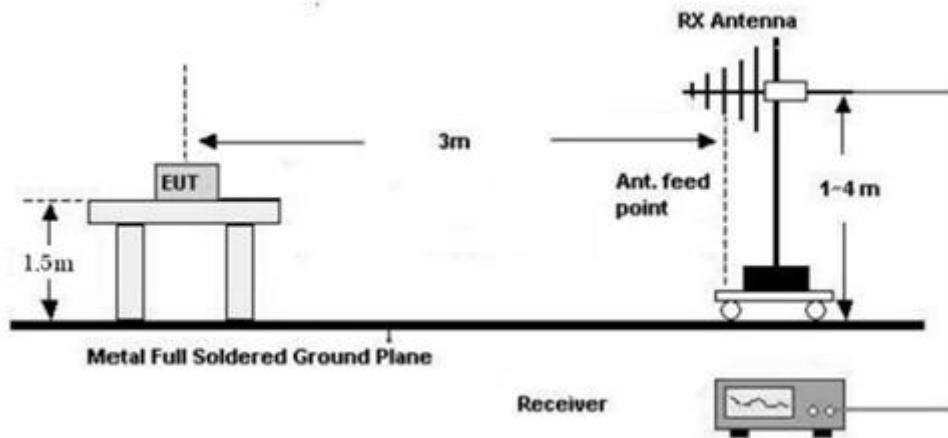 RX Antenna
3m
EUT
Ant. feed
point
1~4 m
1.5m
Metal Full Soldered Ground Plane
Receiver